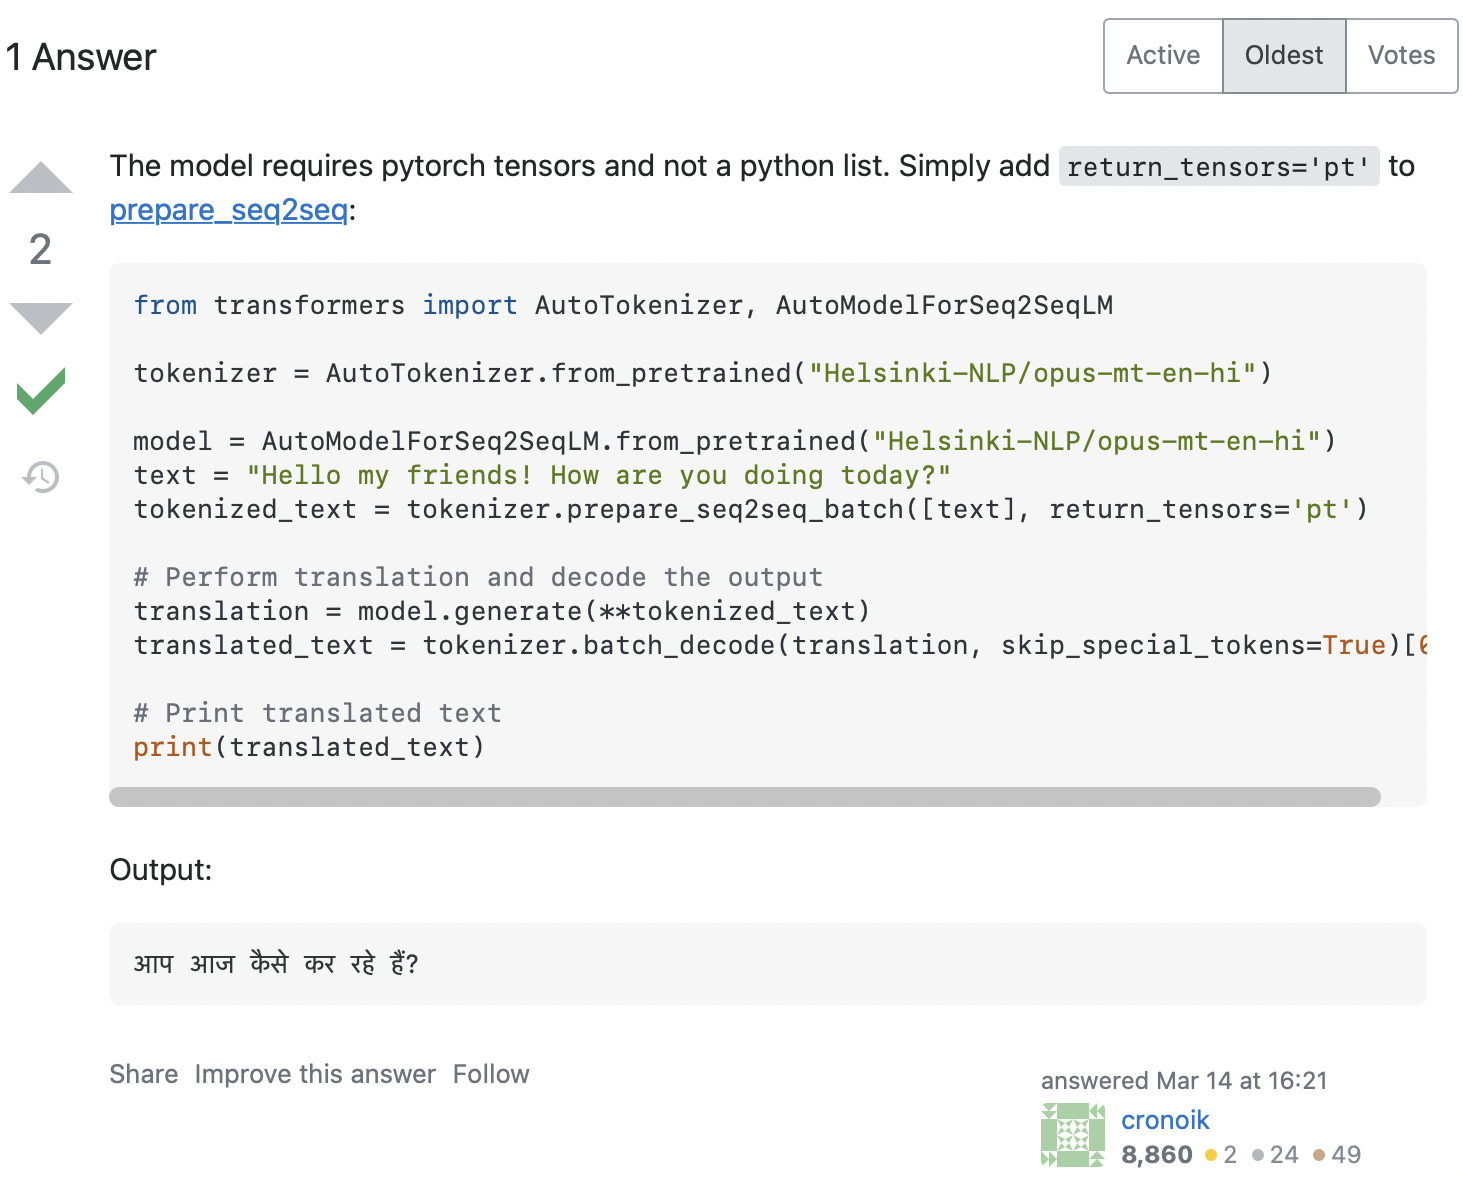 1 Answer
Active Oldest Votes
The model requires pytorch tensors and not a python list. Simply add return_tensors='pt' to
prepare_seq2seq:
2
from transformers import AutoTokenizer, AutoModelForSeq2SeqLM
tokenizer = AutoTokenizer.from_pretrained("Helsinki-NLP/opus-mt-en-hi")
model = AutoModelForSeq2SeqLM.from_pretrained("Helsinki-NLP/opus-mt-en-hi")
text = "Hello my friends! How are you doing today?"
tokenized_text = tokenizer.prepare_seq2seq_batch([text], return_tensors='pt')
# Perform translation and decode the output
translation = model.generate(**tokenized_text)
translated_text = tokenizer.batch_decode(translation, skip_special_tokens=True)[
# Print translated text
print(translated_text)
Output:
आप आज कैसे कर रहे हैं?
Share Improve this answer Follow
answered Mar 14 at 16:21
cronoik
8,860 2 24 49